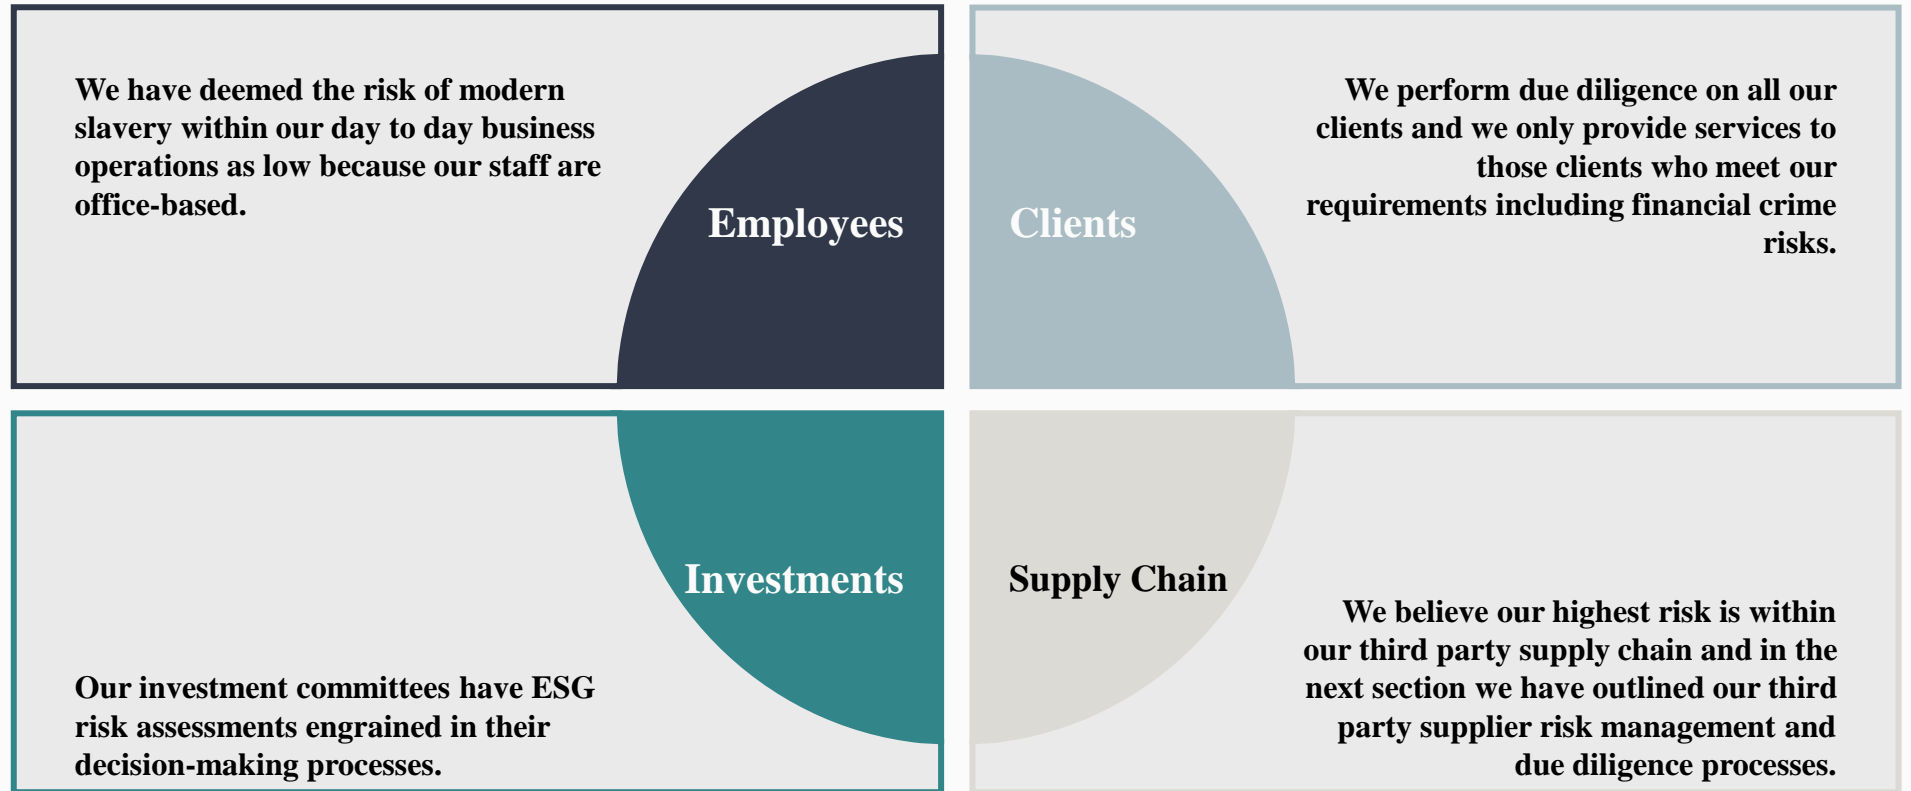 We have deemed the risk of modern
slavery within our day to day business
operations as low because our staff are
office-based.
Employees
Clients
We perform due diligence on all our
clients and we only provide services to
those clients who meet our
requirements including financial crime
risks.
Investments
Our investment committees have ESG
risk assessments engrained in their
decision-making processes.
Supply Chain
We believe our highest risk is within
our third party supply chain and in the
next section we have outlined our third
party supplier risk management and
due diligence processes.